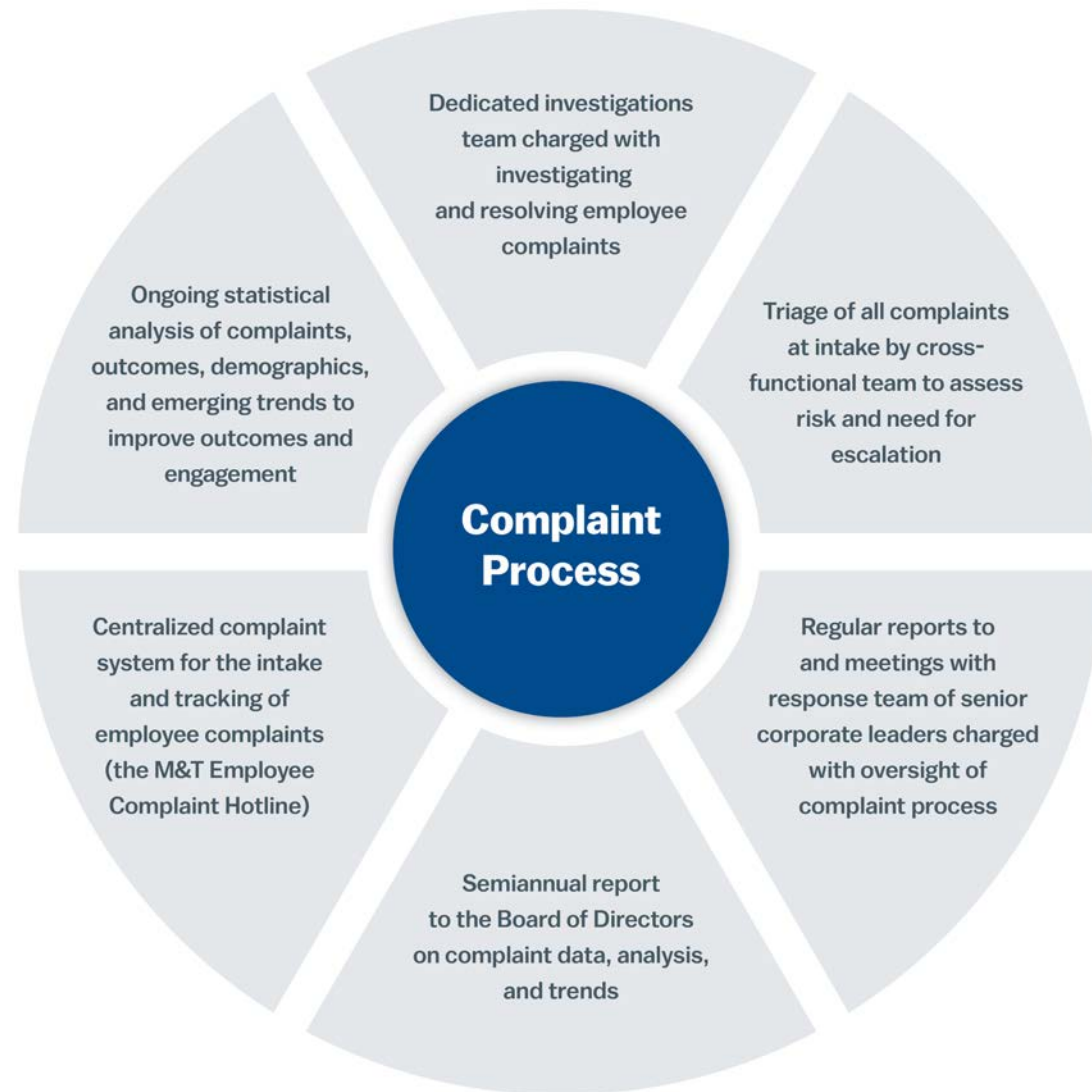 Dedicated investigations
team charged with
investigating
and resolving employee
complaints
Triage of all complaints
at intake by cross-
functional team to assess
risk and need for
escalation
Regular reports to
and meetings with
response team of senior
corporate leaders charged
with oversight of
complaint process
Semiannual report
to the Board of Directors
on complaint data, analysis,
and trends
Centralized complaint
system for the intake
and tracking of
employee complaints
(the M&T Employee
Complaint Hotline)
Ongoing statistical
analysis of complaints,
outcomes, demographics,
and emerging trends to
improve outcomes and
engagement
Complaint
Process